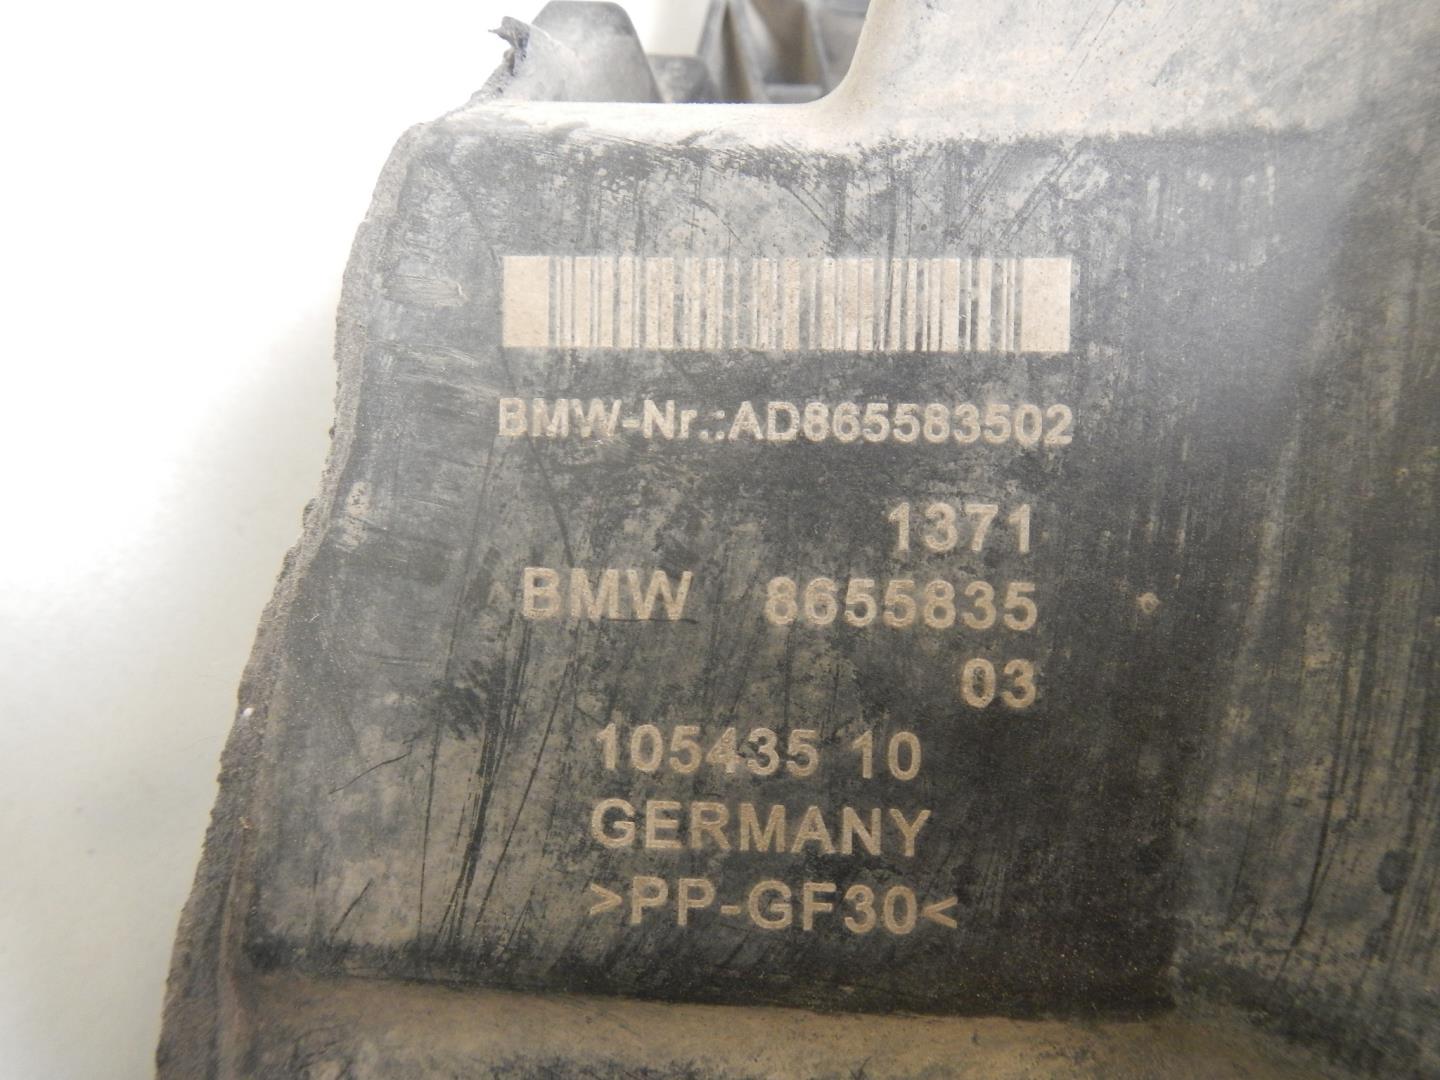 BMW-Nr.:AD865583502
1371
BMW 8655835
03
105435 10
GERMANY
>PP-GF30<